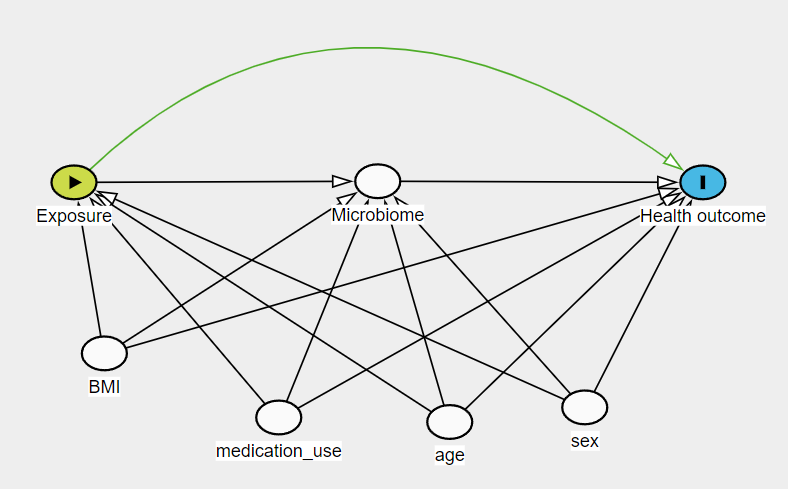 Exposure
Microbiome
Health outcome
BMI
medication_use
age
sex